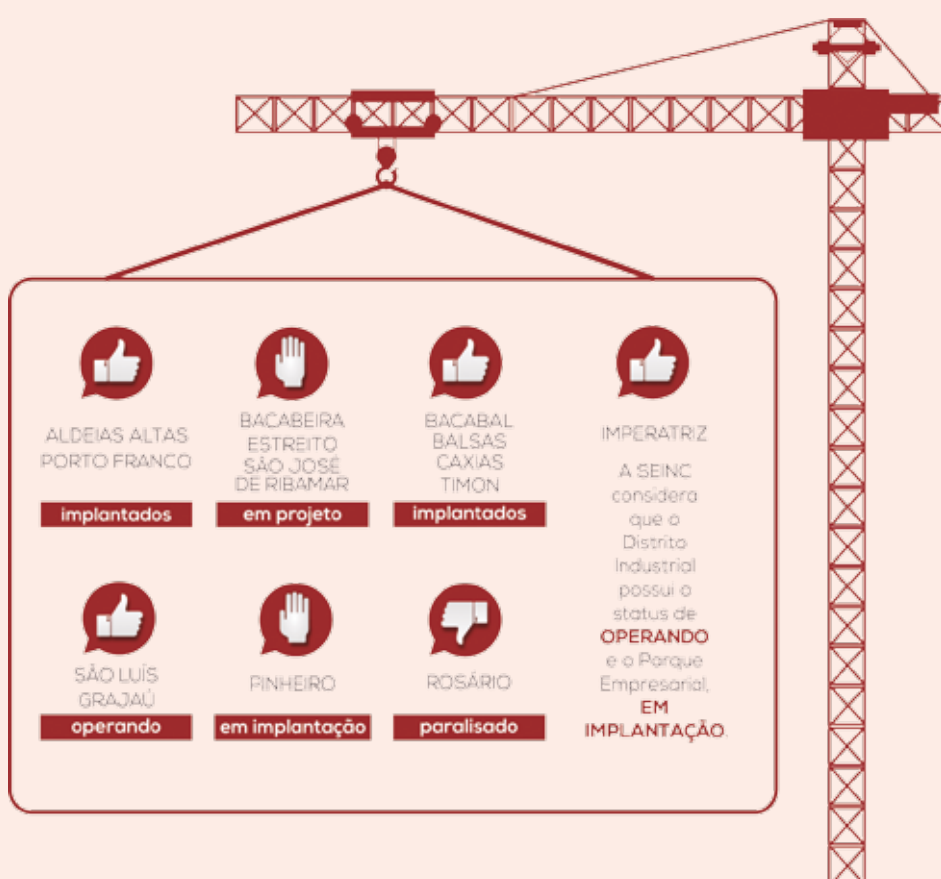 ALDEIAS ALTAS
PORTO FRANCO
implantados
BACABEIRA
ESTREITO
SÃO JOSÉ
DE RIBAMAR
em projeto
BACABAL
BALSAS
CAXIAS
TIMON
implantados
IMPERATRIZ
A SEINC
considera
que o
Distrito
Industrial
possui o
status de
OPERANDO
e o Parque
Empresarial,
EM
IMPLANTAÇÃO.
SÃO LUÍS
GRAJAÚ
operando
PINHEIRO
em implantação
ROSÁRIO
paralisado